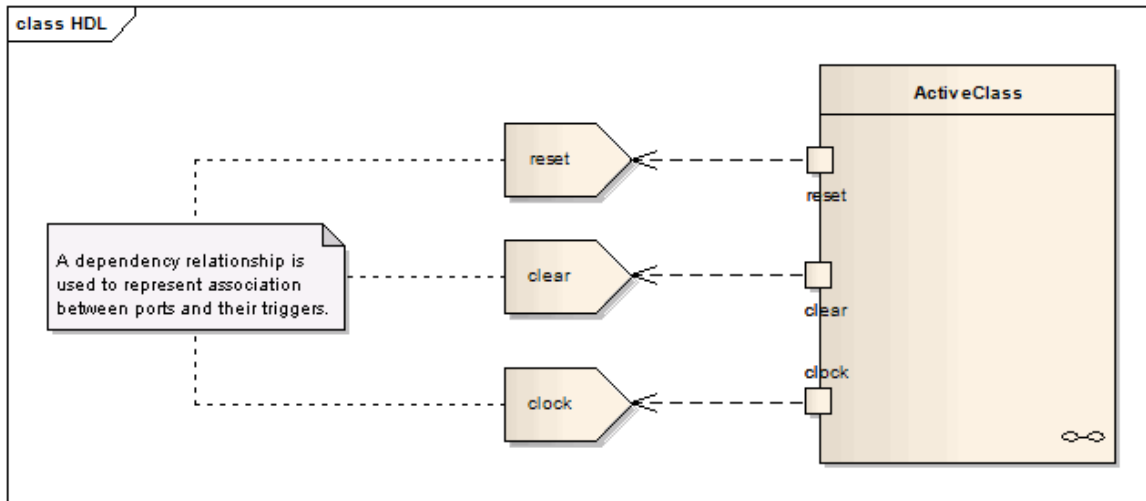 class HDL
ActiveClass
reset
reset
A dependency relationship is
used to represent association
between ports and their triggers.
clear
clear
clock
clock